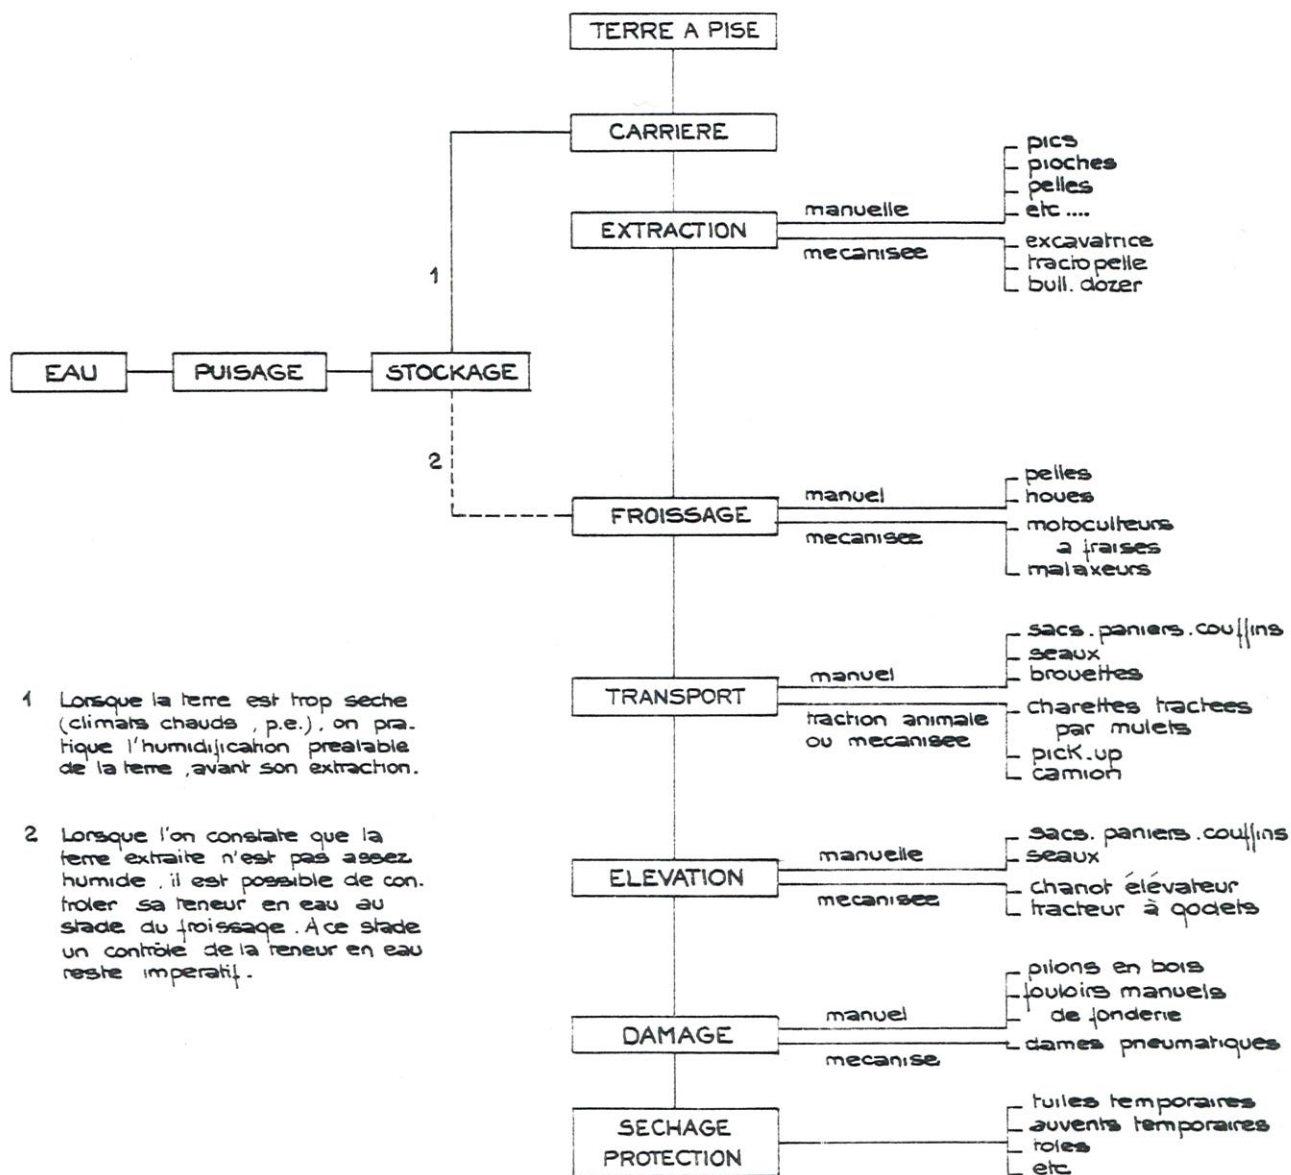 TERRE A PISE
CARRIERE
pics
pioches
pelles
etc ....
manuelle
EXTRACTION
mecanisee
excavatrice
tractopelle
bull.dozer
1
EAU
PUISAGE
STOCKAGE
2
pelles
houes
manuel
FROISSAGE
mecanisee
motoculteurs
a fraises
malaxeurs
sacs.paniers.couffins
seaux
brouettes
manuel
TRANSPORT
traction animale
ou mecanisee
charettes tractees
par mulets
pick.up
camion
1 Lorsque la terre est trop seche
(climats chauds, p.e.), on pra.
tique l'humidification prealable
de la terre, avant son extraction.
2 Lorsque l'on constate que la
terre extraite n'est pas assez
humide, il est possible de con.
troler sa teneur en eau au
stade du froissage. A ce stade
un contrôle de la teneur en eau
reste imperatif.
sacs.paniers.couffins
seaux
manuelle
ELEVATION
mecanisee
chariot élévateur
tracteur à godets
pilons en bois
fouloirs manuels
de fonderie
manuel
DAMAGE
mecanise
dames pneumatiques
SECHAGE
PROTECTION
tuiles temporaires
auvents temporaires
toles
etc